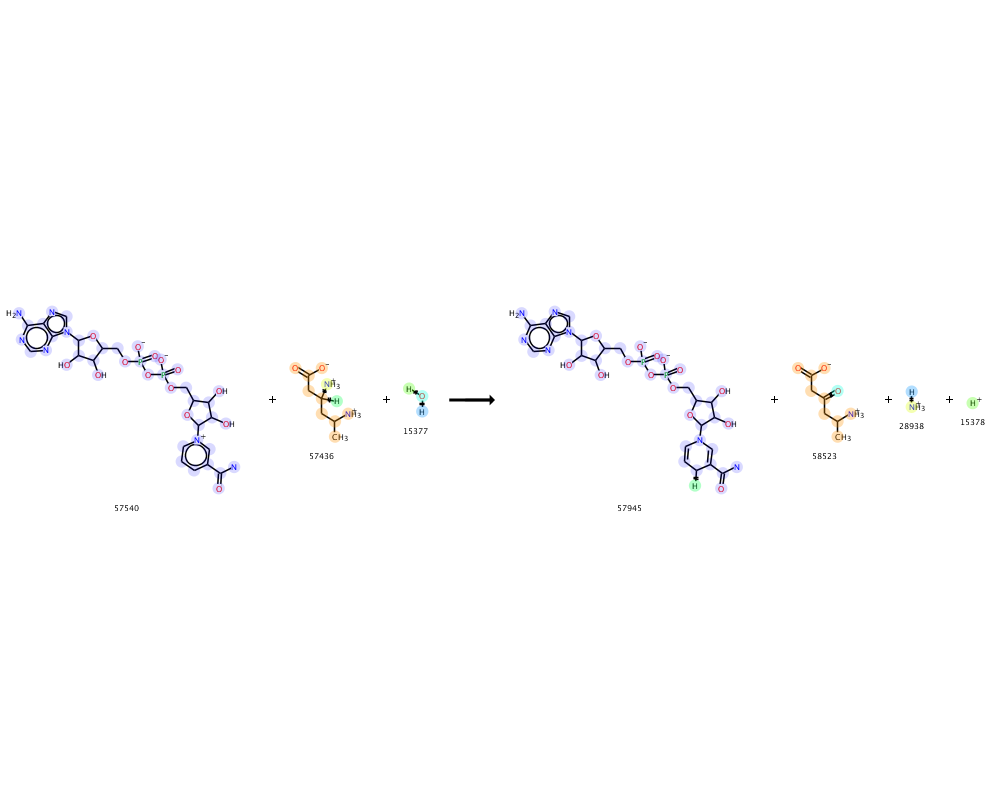 H₂N N N N N O HO OH O O⁻ P O O⁻ O P O O OH O OH N⁺ N O
57540
+
O O⁻ NH₃⁺ H NH₃⁺ CH₃
57436
+
H O H
15377
H₂N N N N N O HO OH O O⁻ P O O⁻ O P O O OH O OH N N O H
57945
+
O O⁻ O NH₃⁺ CH₃
58523
+
H NH₃⁺
28938
+
H⁺
15378